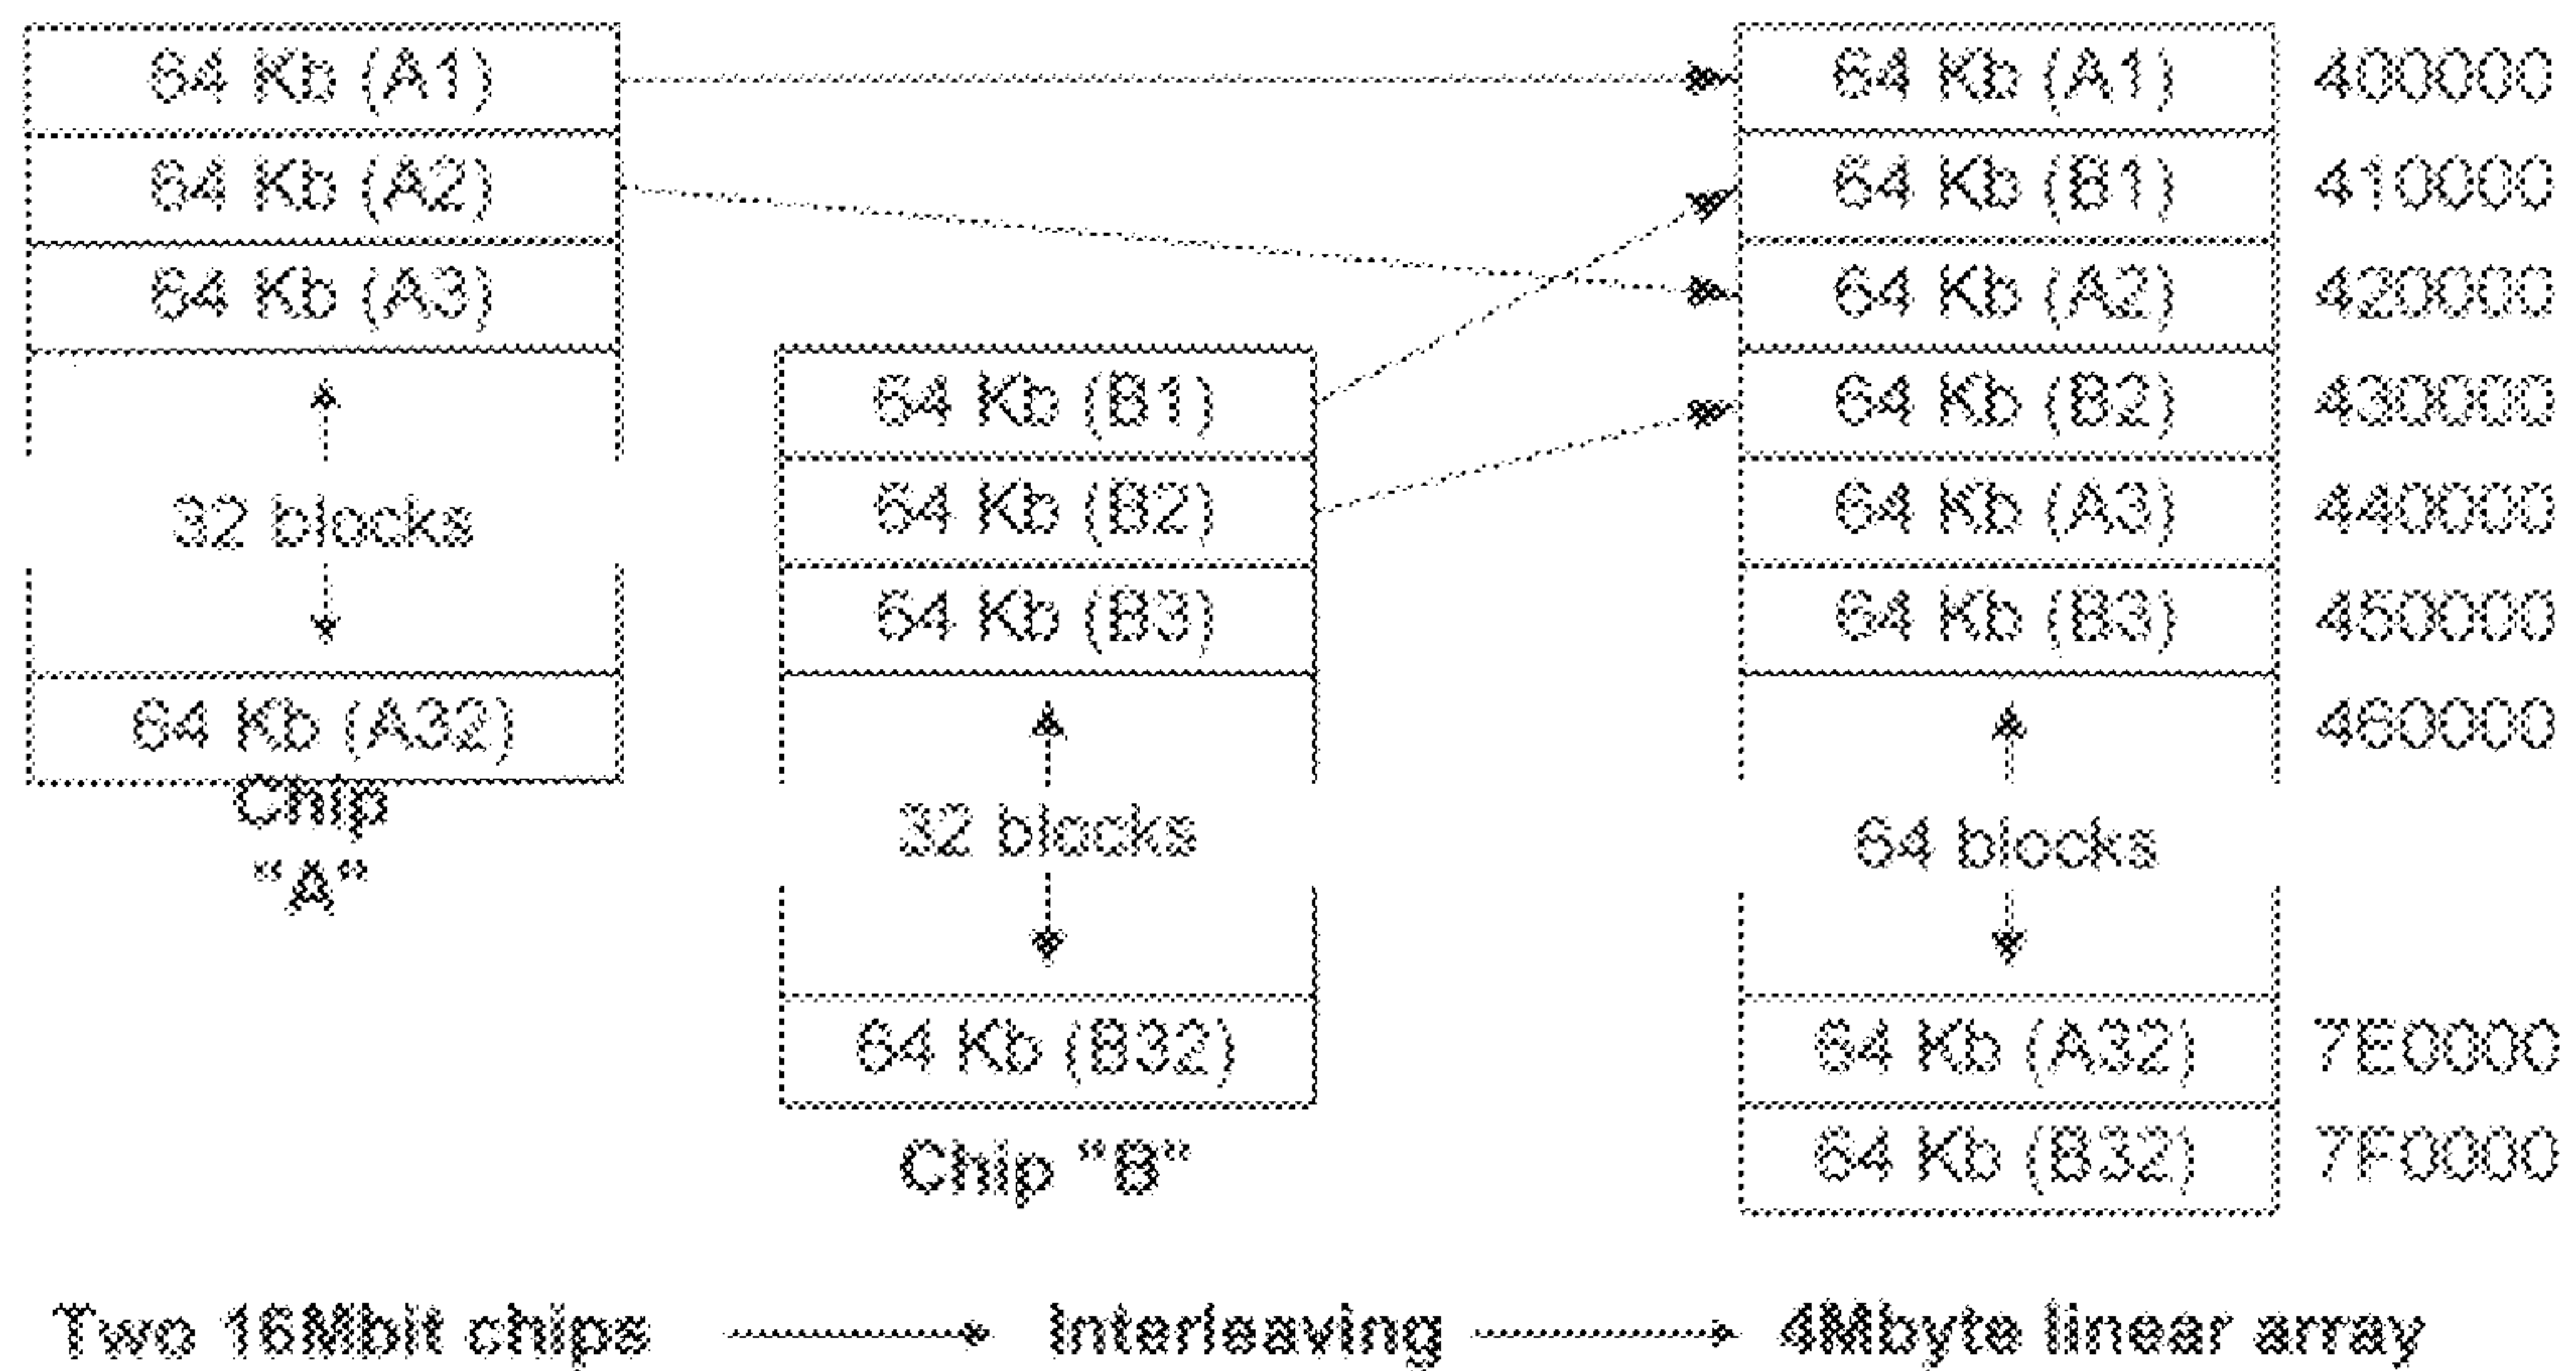 64 Kb (A1)
64 Kb (A2)
64 Kb (A3)
32 blocks
64 Kb (A32)
Chip
"A"
64 Kb (B1)
64 Kb (B2)
64 Kb (B3)
32 blocks
64 Kb (B32)
Chip "B"
64 Kb (A1) 400000
64 Kb (B1) 410000
64 Kb (A2) 420000
64 Kb (B2) 430000
64 Kb (A3) 440000
64 Kb (B3) 450000
460000
64 blocks
64 Kb (A32) 7E0000
64 Kb (B32) 7F0000
Two 16Mbit chips Interleaving 4Mbyte linear array